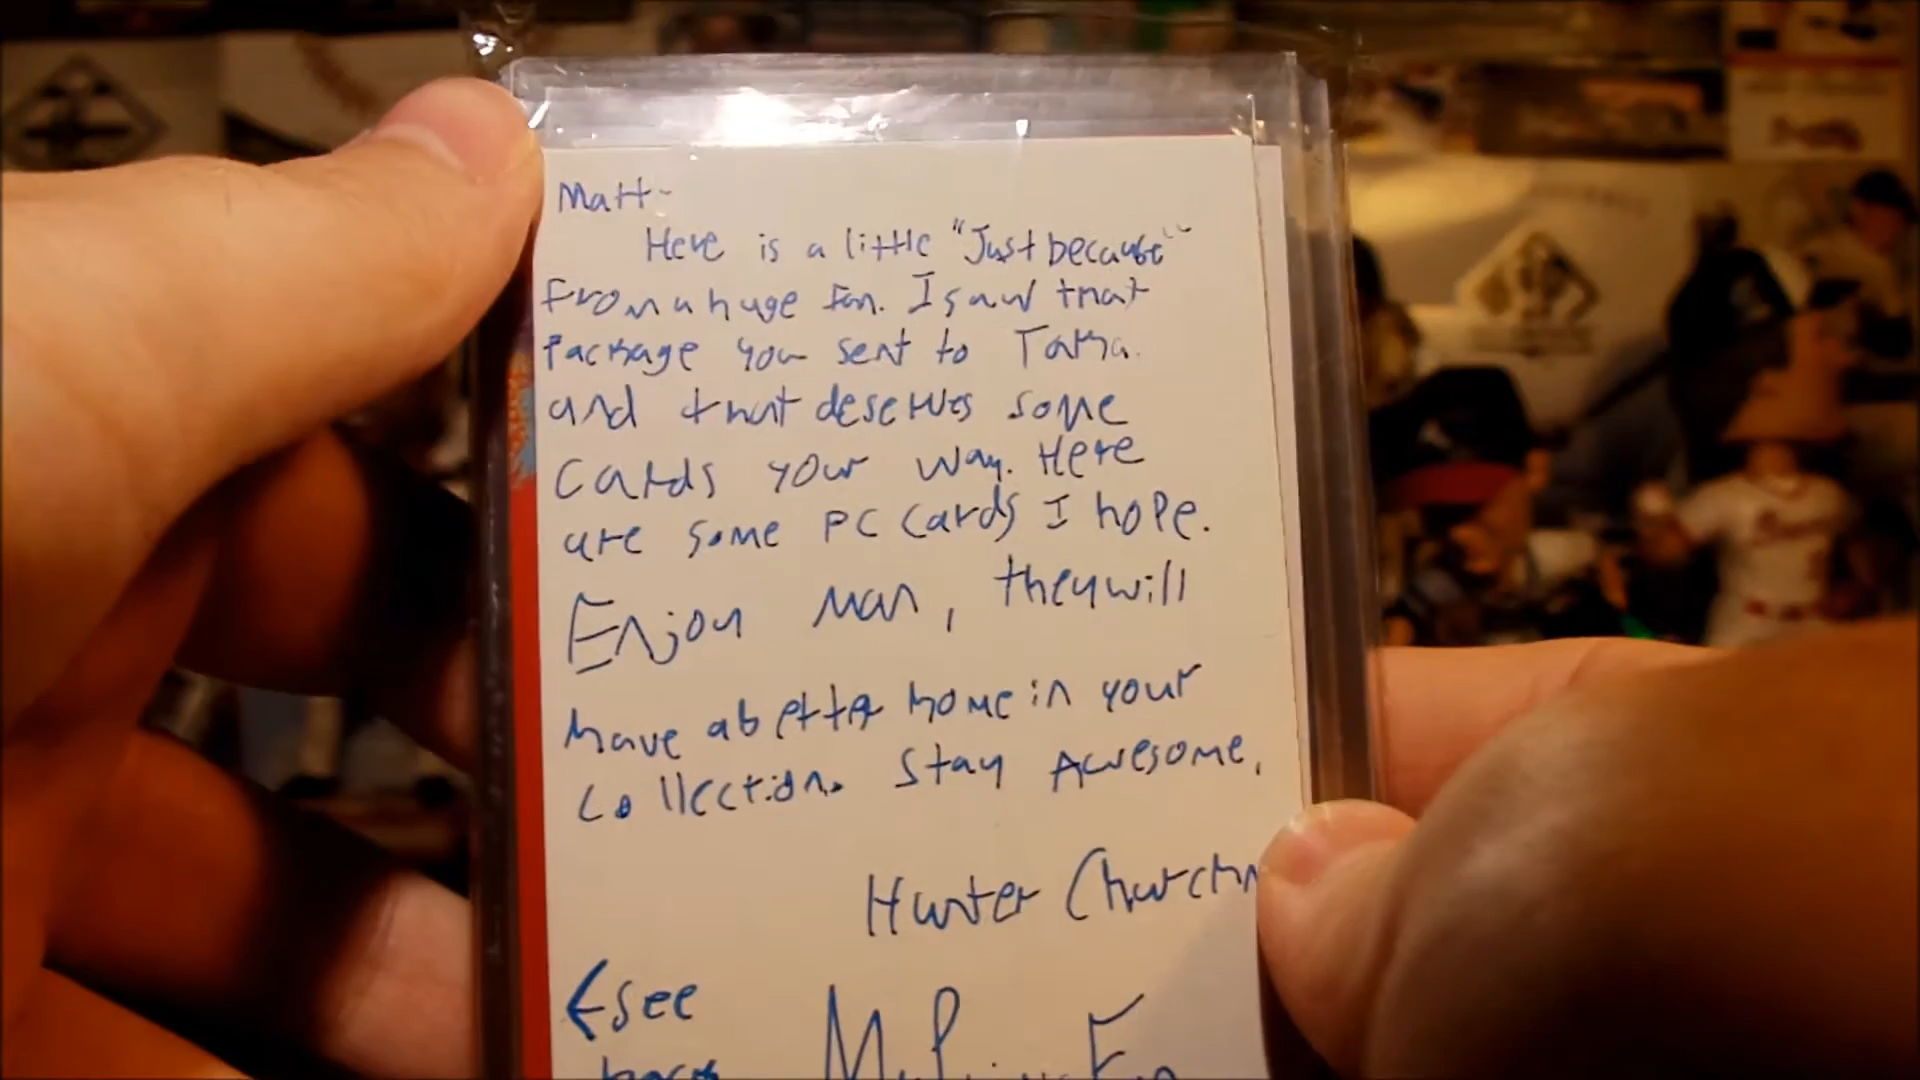 Matt-
Here is a little "Just because"
From a huge fan. I saw that
Package you sent to
and that deserves some
cards your way. Here
are some PC cards I hope.
Enjoy man, they will
have a better home in your
collection. Stay Awesome,
Hunter
←see
back